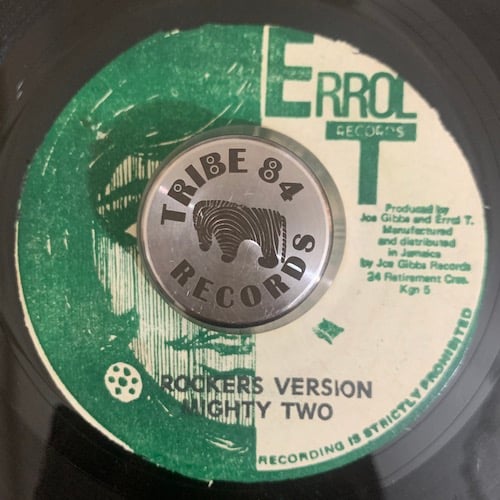 ERROL
RECORDS
T
Produced by
Joe Gibbs and Errol T.
Manufactured
and distributed
in Jamaica
by Joe Gibbs Records
24 Retirement Cres.
Kgn 5
TRIBE 84
RECORDS
ROCKERS VERSION
MIGHTY TWO
RECORDING IS STRICTLY PROHIBITED